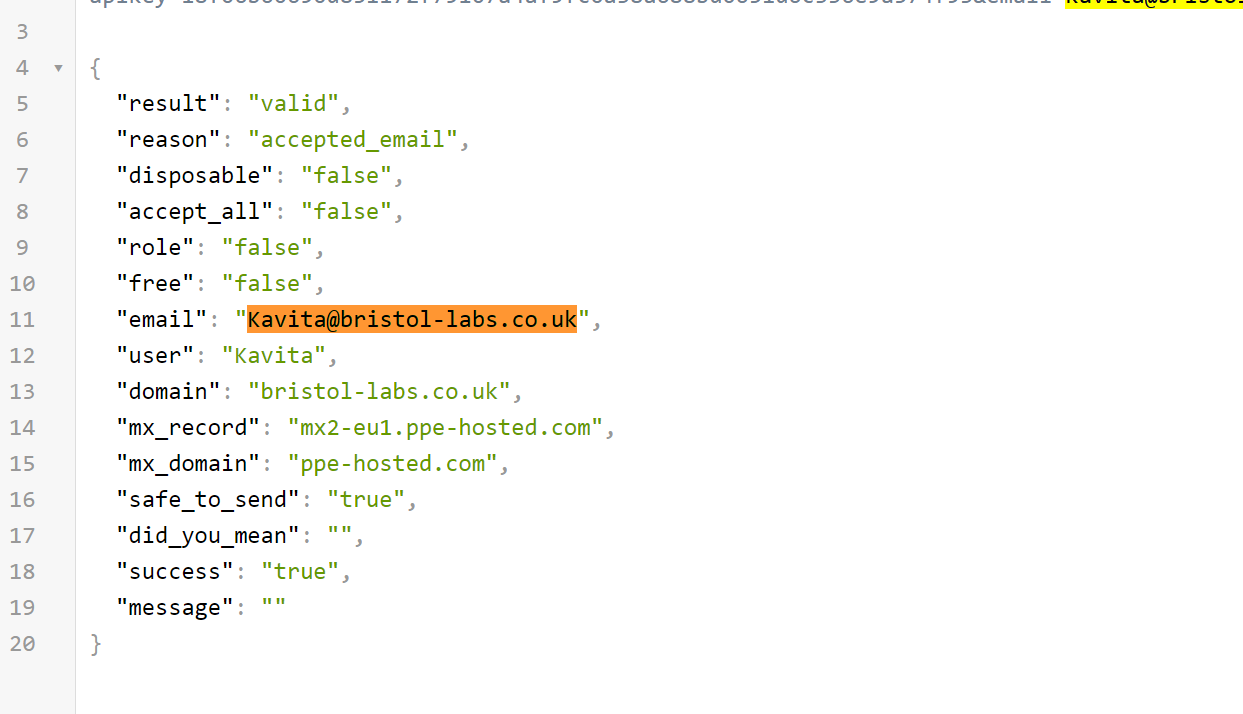 3
4 {
5 "result": "valid",
6 "reason": "accepted_email",
7 "disposable": "false",
8 "accept_all": "false",
9 "role": "false",
10 "free": "false",
11 "email": "Kavita@bristol-labs.co.uk",
12 "user": "Kavita",
13 "domain": "bristol-labs.co.uk",
14 "mx_record": "mx2-eu1.ppe-hosted.com",
15 "mx_domain": "ppe-hosted.com",
16 "safe_to_send": "true",
17 "did_you_mean": "",
18 "success": "true",
19 "message": ""
20 }